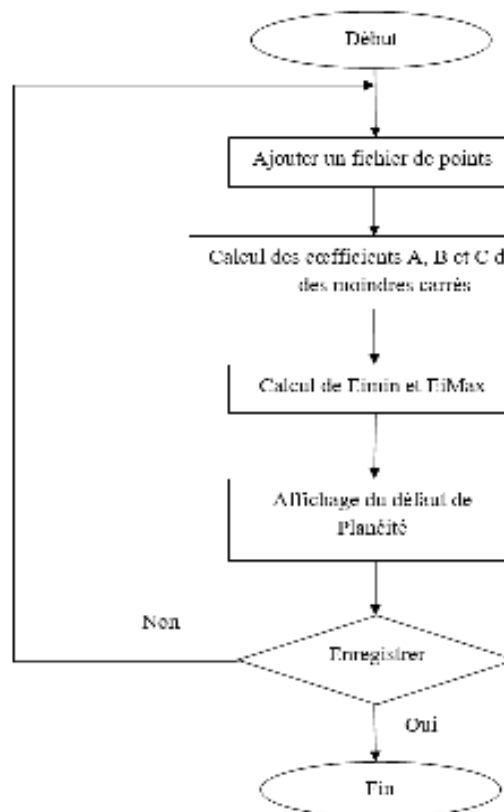 Début
Ajouter un fichier de points
Calcul des cœfficients A, B et C d
des moindres carrés
Calcul de Eimin et EiMax
Affichage du défaut de
Planéité
Non
Enregistrer
Oui
Fin